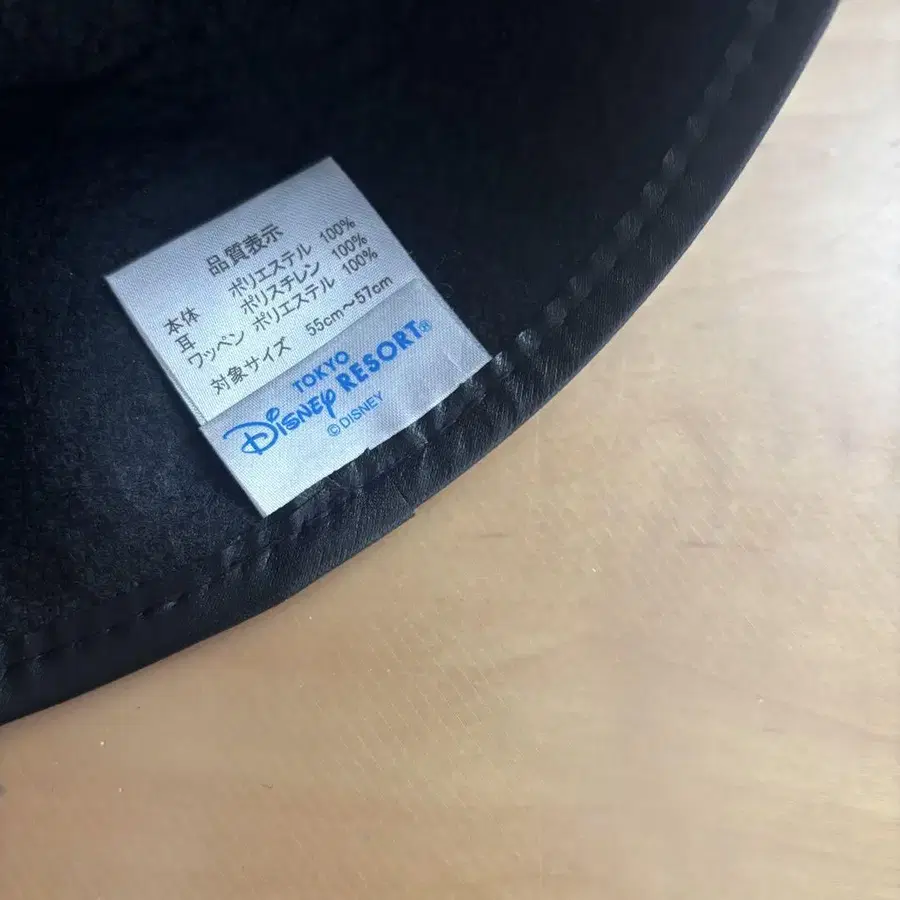 品質表示
本体 ポリエステル 100%
耳 ポリスチレン 100%
ワッペン ポリエステル 100%
対象サイズ 55cm～57cm
TOKYO
DISNEY RESORT®
©DISNEY